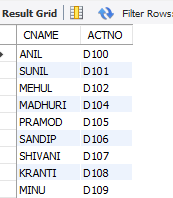 Result Grid Filter Rows:
CNAME ACTNO
ANIL D100
SUNIL D101
MEHUL D102
MADHURI D104
PRAMOD D105
SANDIP D106
SHIVANI D107
KRANTI D108
MINU D109